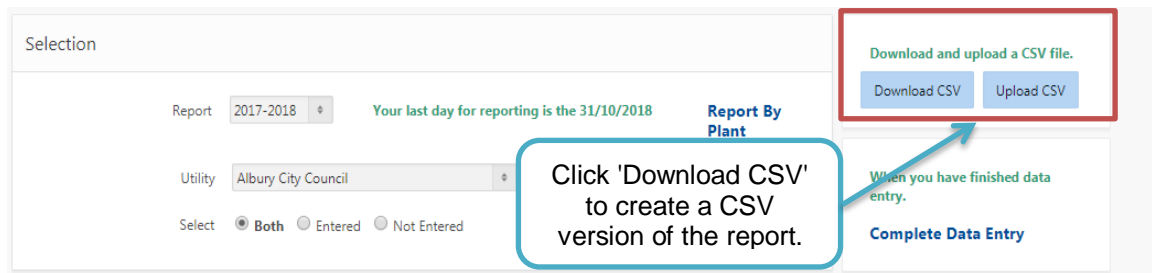 Selection
Report 2017-2018 Your last day for reporting is the 31/10/2018 Report By
Plant
Utility Albury City Council
Select Both Entered Not Entered
Click 'Download CSV'
to create a CSV
version of the report.
Download and upload a CSV file.
Download CSV Upload CSV
When you have finished data
entry.
Complete Data Entry